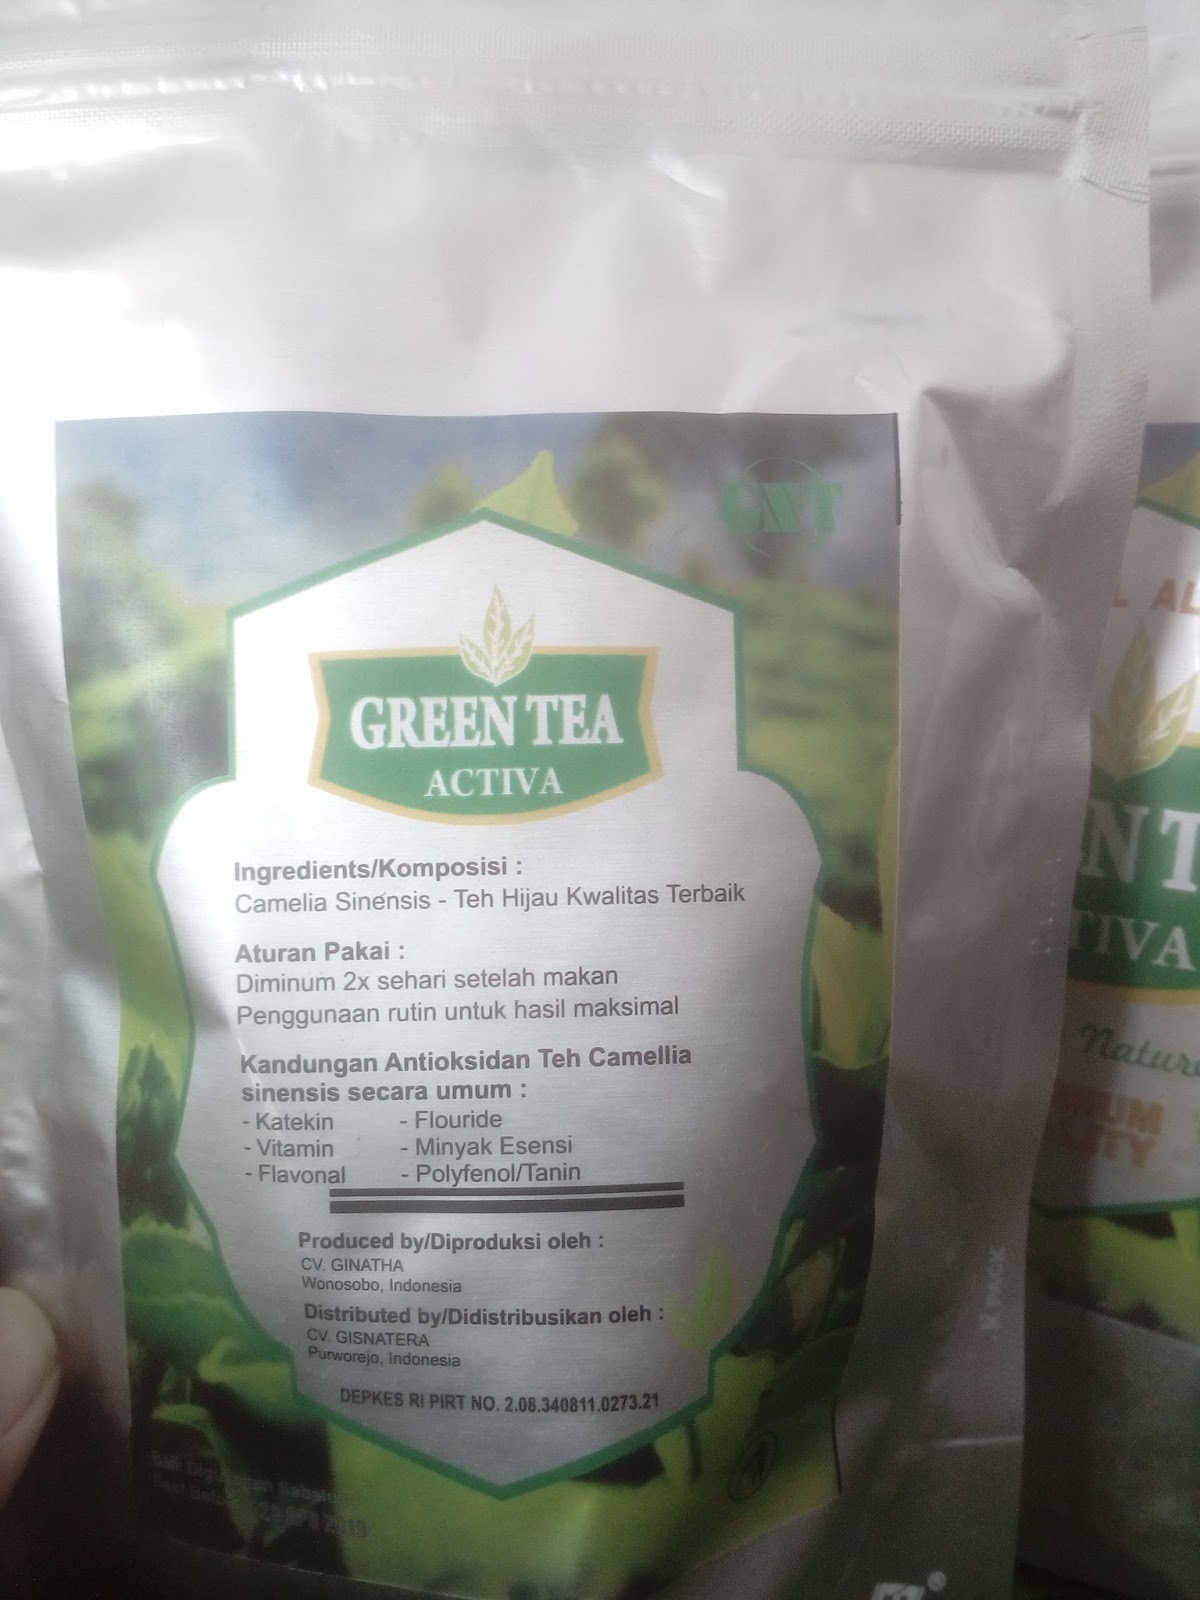 GNT
GREEN TEA
ACTIVA
Ingredients/Komposisi :
Camelia Sinensis - Teh Hijau Kwalitas Terbaik
Aturan Pakai :
Diminum 2x sehari setelah makan
Penggunaan rutin untuk hasil maksimal
Kandungan Antioksidan Teh Camellia
sinensis secara umum :
- Katekin - Flouride
- Vitamin - Minyak Esensi
- Flavonal - Polyfenol/Tanin
Produced by/Diproduksi oleh :
CV. GINATHA
Wonosobo, Indonesia
Distributed by/Didistribusikan oleh :
CV. GISNATERA
Purworejo, Indonesia
DEPKES RI PIRT NO. 2.08.340811.0273.21